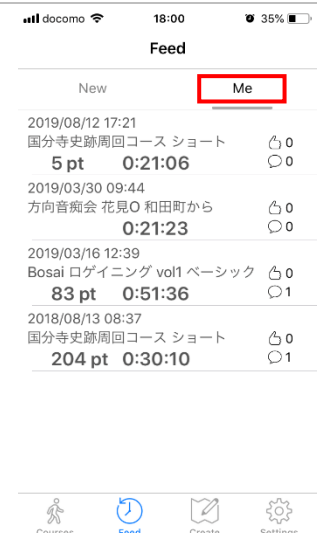 docomo 18:00 35%
Feed
New Me
2019/08/12 17:21
国分寺史跡周回コース ショート 0
5 pt 0:21:06 0
2019/03/30 09:44
方向音痴会 花見O 和田町から 0
0:21:23 0
2019/03/16 12:39
Bosai ロゲイニング vol1 ベーシック 0
83 pt 0:51:36 1
2018/08/13 08:37
国分寺史跡周回コース ショート 0
204 pt 0:30:10 1
Courses Feed Create Settings